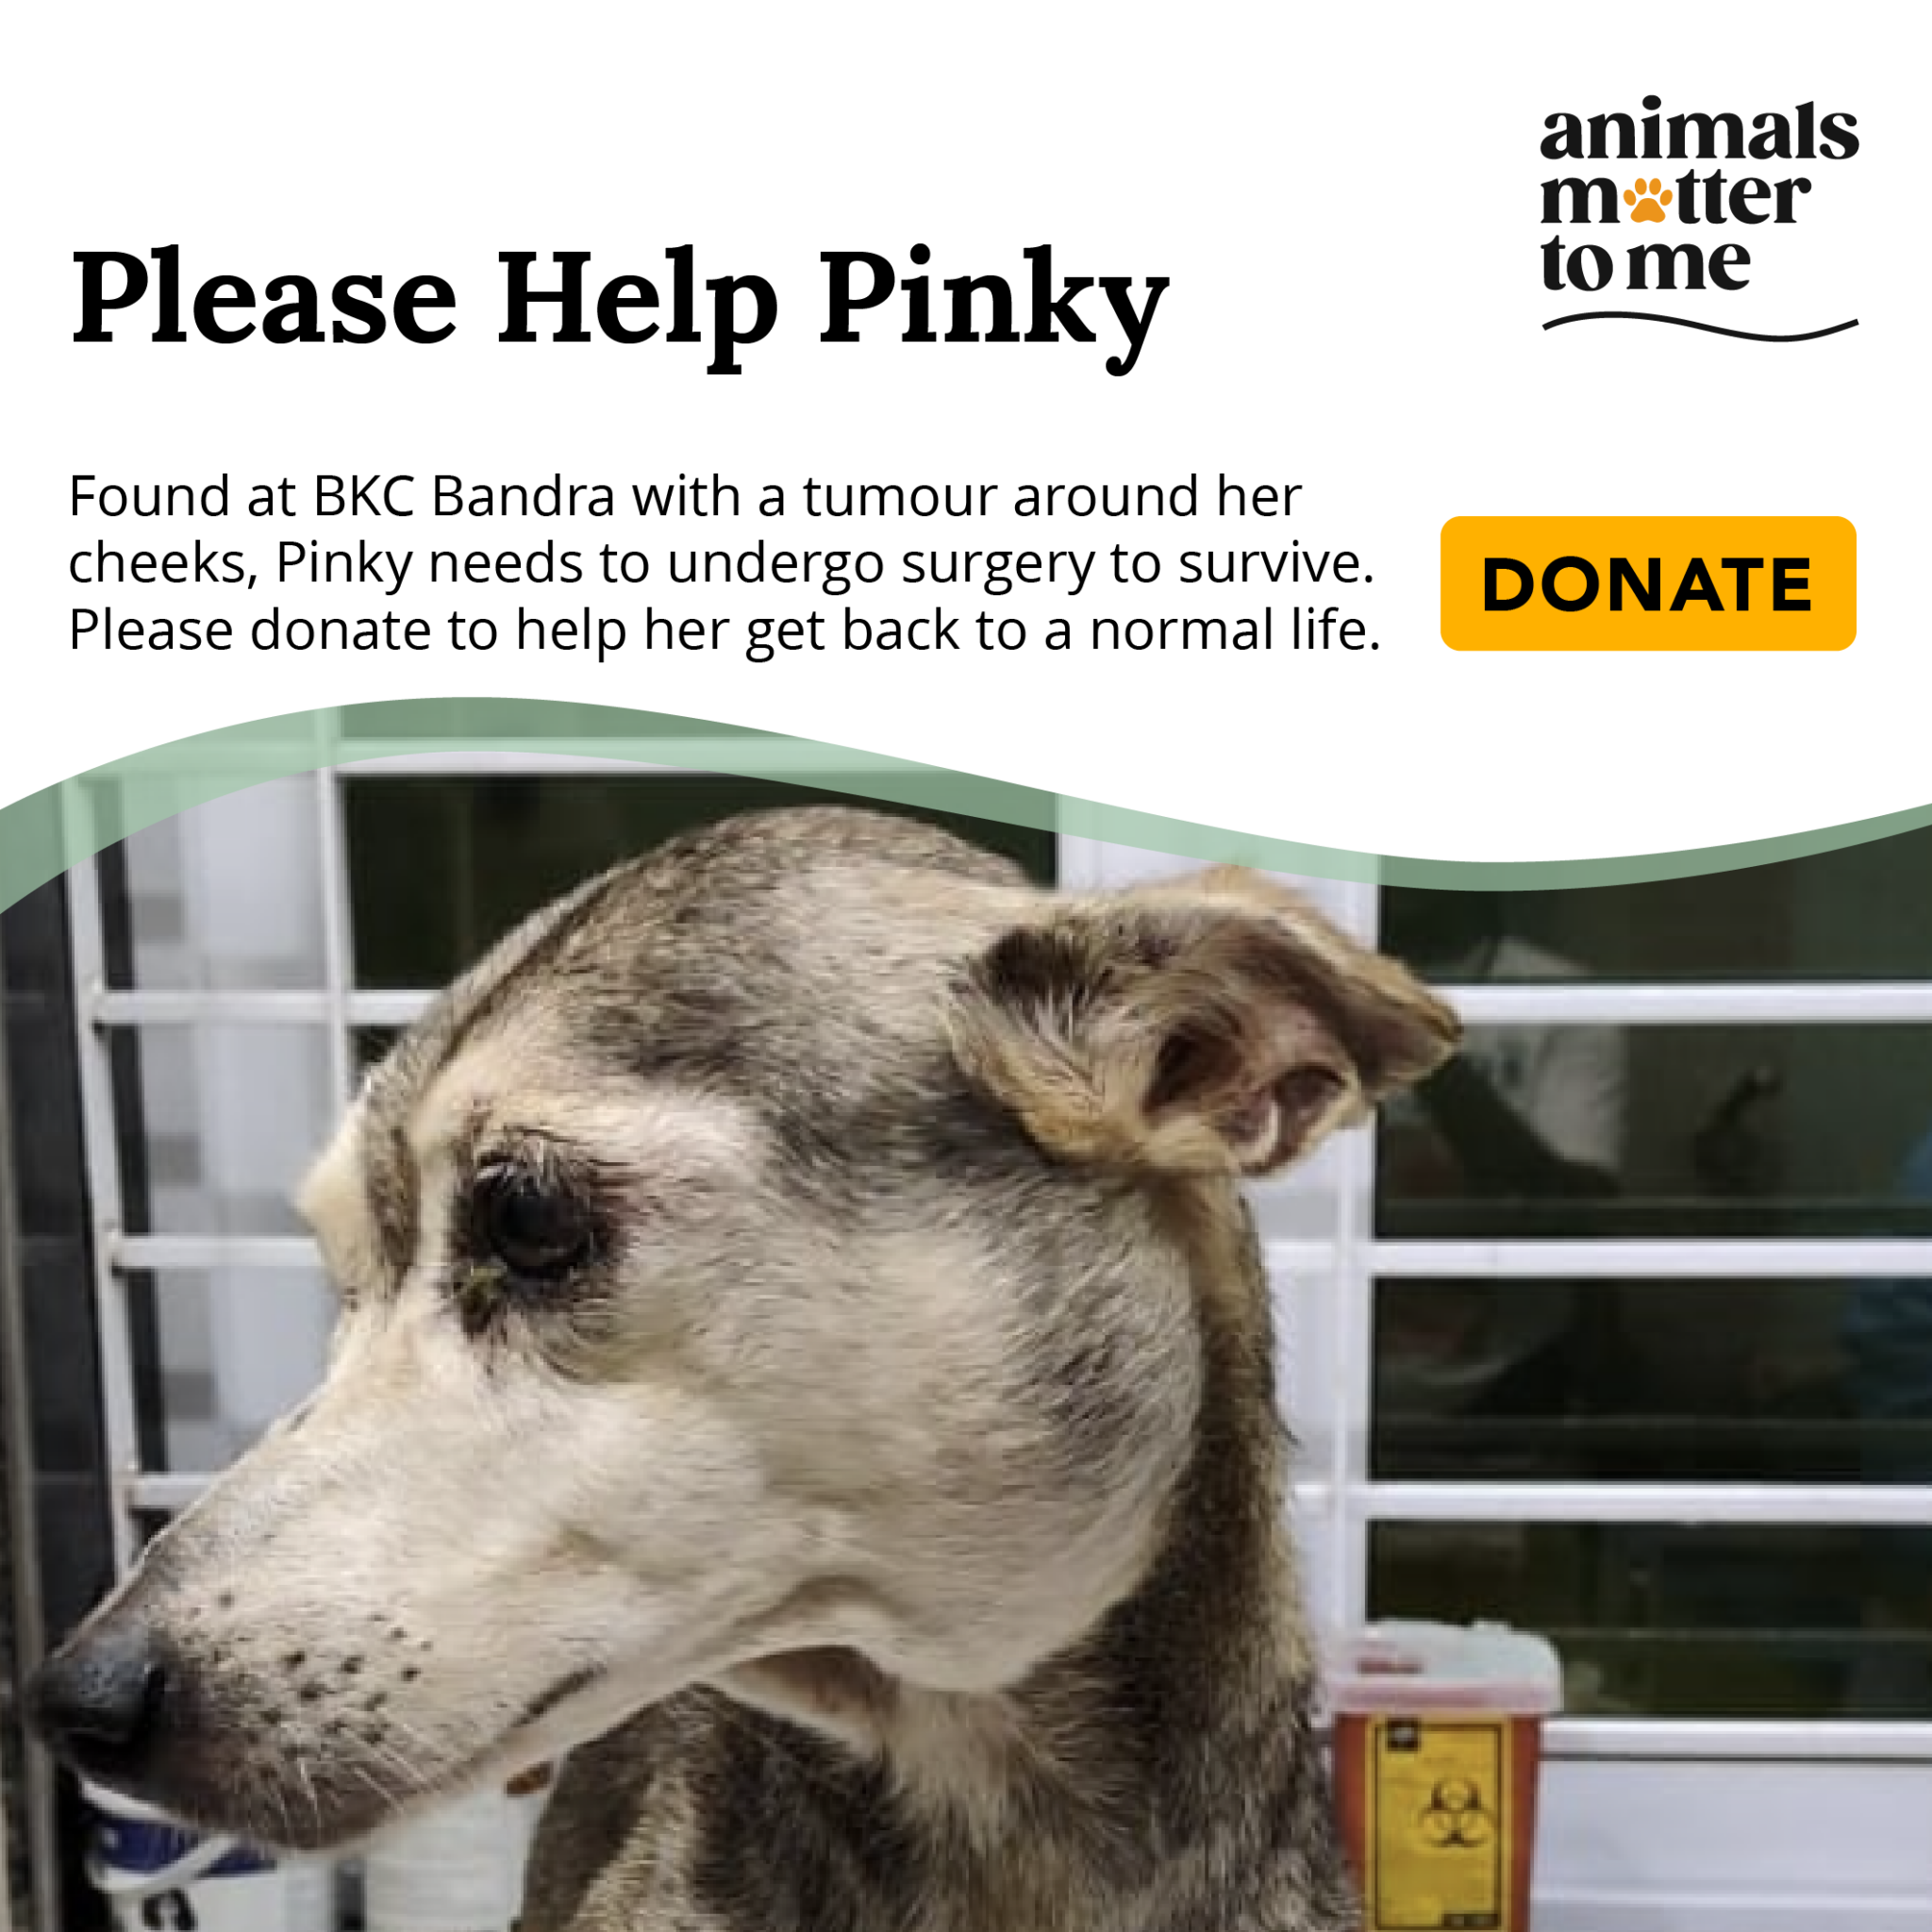 animals
matter
to me
Please Help Pinky
Found at BKC Bandra with a tumour around her
cheeks, Pinky needs to undergo surgery to survive.
Please donate to help her get back to a normal life.
DONATE